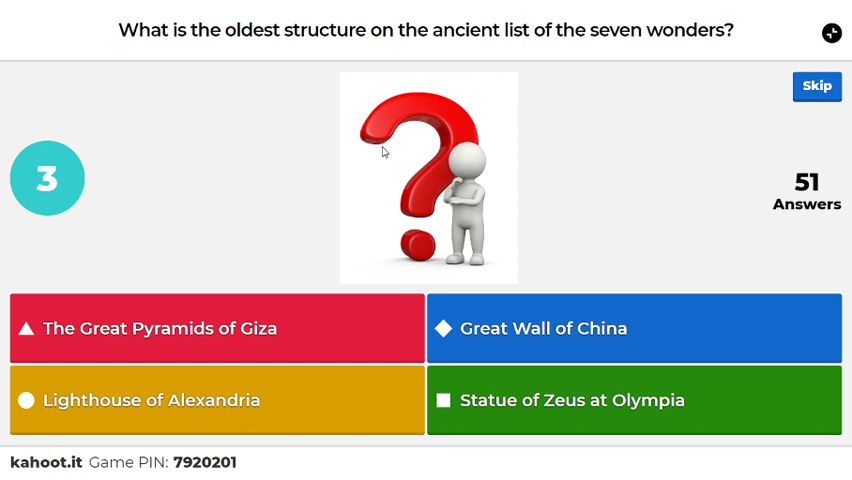 What is the oldest structure on the ancient list of the seven wonders?
Skip
3
51
Answers
The Great Pyramids of Giza
Great Wall of China
Lighthouse of Alexandria
Statue of Zeus at Olympia
kahoot.it Game PIN: 7920201